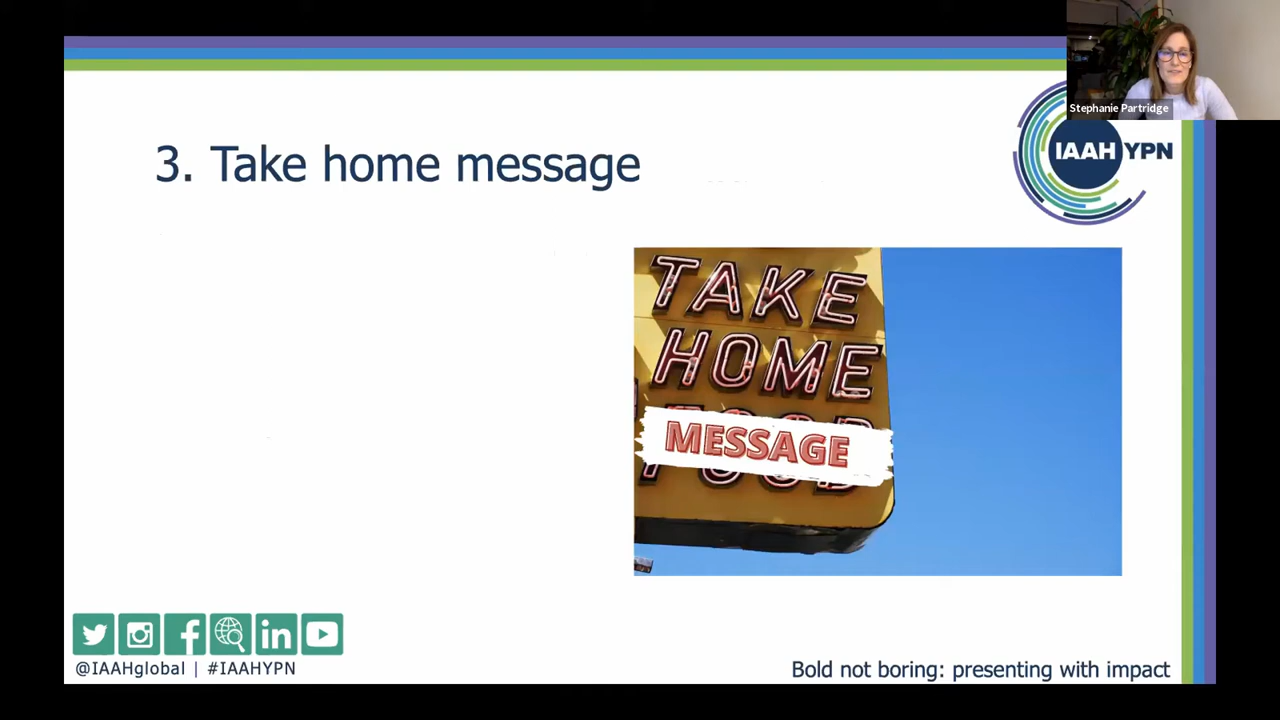 Stephanie Partridge
IAAH YPN
3. Take home message
TAKE
HOME
FOOD
MESSAGE
@IAAHglobal | #IAAHYPN
Bold not boring: presenting with impact